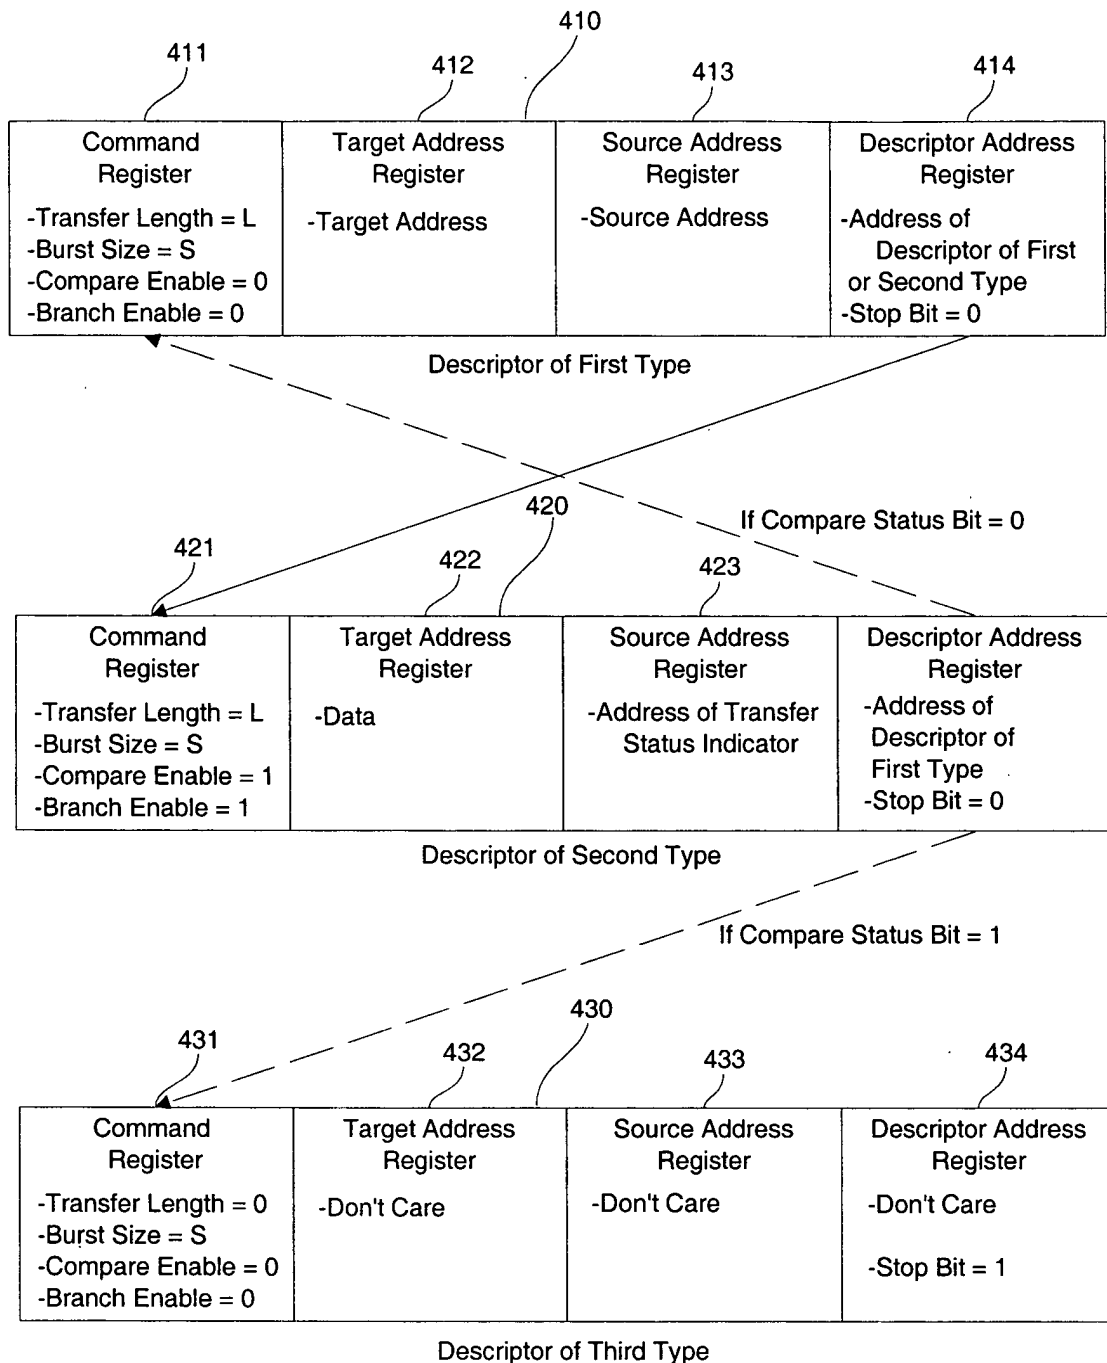 410
411
412
413
414
Command
Register
-Transfer Length = L
-Burst Size = S
-Compare Enable = 0
-Branch Enable = 0
Target Address
Register
-Target Address
Source Address
Register
-Source Address
Descriptor Address
Register
-Address of
Descriptor of First
or Second Type
-Stop Bit = 0
Descriptor of First Type
If Compare Status Bit = 0
420
421
422
423
Command
Register
-Transfer Length = L
-Burst Size = S
-Compare Enable = 1
-Branch Enable = 1
Target Address
Register
-Data
Source Address
Register
-Address of Transfer
Status Indicator
Descriptor Address
Register
-Address of
Descriptor of
First Type
-Stop Bit = 0
Descriptor of Second Type
If Compare Status Bit = 1
430
431
432
433
434
Command
Register
-Transfer Length = 0
-Burst Size = S
-Compare Enable = 0
-Branch Enable = 0
Target Address
Register
-Don't Care
Source Address
Register
-Don't Care
Descriptor Address
Register
-Don't Care
-Stop Bit = 1
Descriptor of Third Type